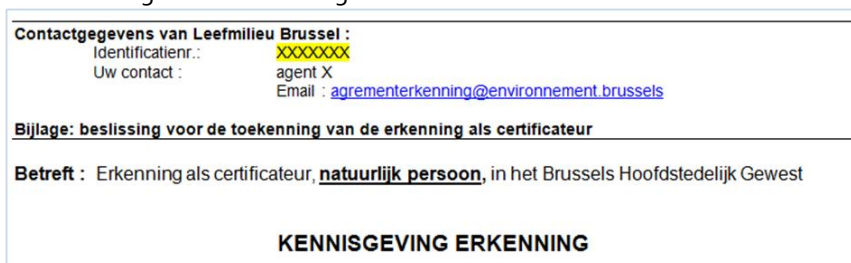 Contactgegevens van Leefmilieu Brussel :
Identificatienr.: XXXXXXX
Uw contact : agent X
Email : agrementerkenning@environnement.brussels
Bijlage: beslissing voor de toekenning van de erkenning als certificateur
Betreft : Erkenning als certificateur, natuurlijk persoon, in het Brussels Hoofdstedelijk Gewest
KENNISGEVING ERKENNING